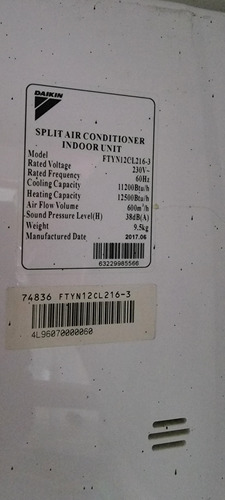 DAIKIN
SPLIT AIR CONDITIONER
INDOOR UNIT
Model FTYN12CL216-3
Rated Voltage 230V~
Rated Frequency 60Hz
Cooling Capacity 11200Btu/h
Heating Capacity 12500Btu/h
Air Flow Volume 600m³/h
Sound Pressure Level(H) 38dB(A)
Weight 9.5kg
Manufactured Date 2017.06
63229985566
74836 FTYN12CL216-3
4L96070000060